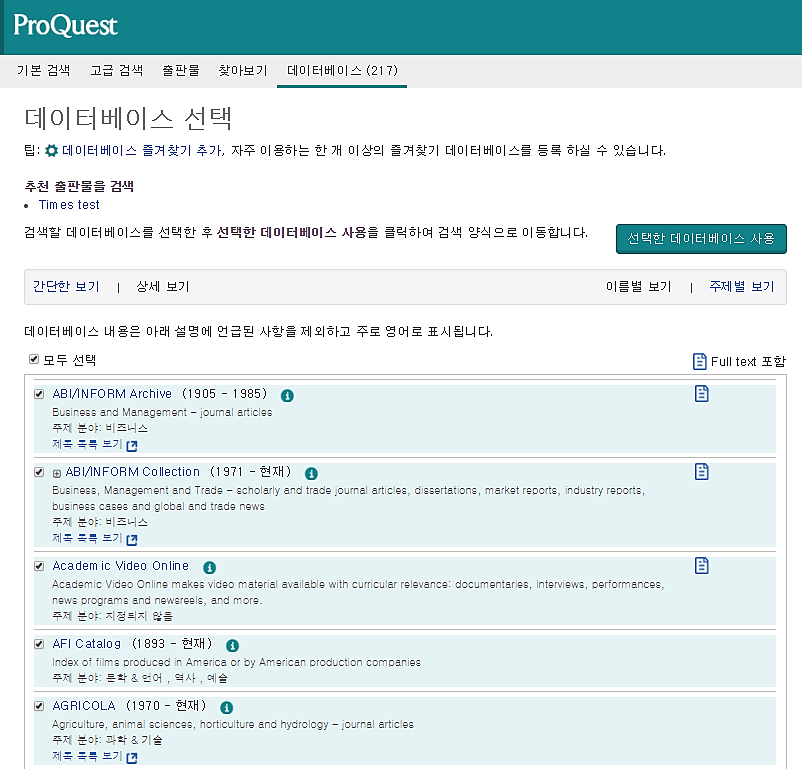 ProQuest
기본 검색 고급 검색 출판물 찾아보기 데이터베이스 (217)
데이터베이스 선택
팁: 데이터베이스 즐겨찾기 추가, 자주 이용하는 한 개 이상의 즐겨찾기 데이터베이스를 등록 하실 수 있습니다.
추천 출판물을 검색
• Times test
검색할 데이터베이스를 선택한 후 선택한 데이터베이스 사용을 클릭하여 검색 양식으로 이동합니다.
선택한 데이터베이스 사용
간단한 보기 | 상세 보기 이름별 보기 | 주제별 보기
데이터베이스 내용은 아래 설명에 언급된 사항을 제외하고 주로 영어로 표시됩니다.
모두 선택 Full text 포함
ABI/INFORM Archive (1905 - 1985)
Business and Management - journal articles
주제 분야: 비즈니스
제목 목록 보기
ABI/INFORM Collection (1971 - 현재)
Business, Management and Trade - scholarly and trade journal articles, dissertations, market reports, industry reports,
business cases and global and trade news
주제 분야: 비즈니스
제목 목록 보기
Academic Video Online
Academic Video Online makes video material available with curricular relevance: documentaries, interviews, performances,
news programs and newsreels, and more.
주제 분야: 지정되지 않음
AFI Catalog (1893 - 현재)
Index of films produced in America or by American production companies
주제 분야: 문학 & 언어 , 역사 , 예술
AGRICOLA (1970 - 현재)
Agriculture, animal sciences, horticulture and hydrology - journal articles
주제 분야: 과학 & 기술
제목 목록 보기